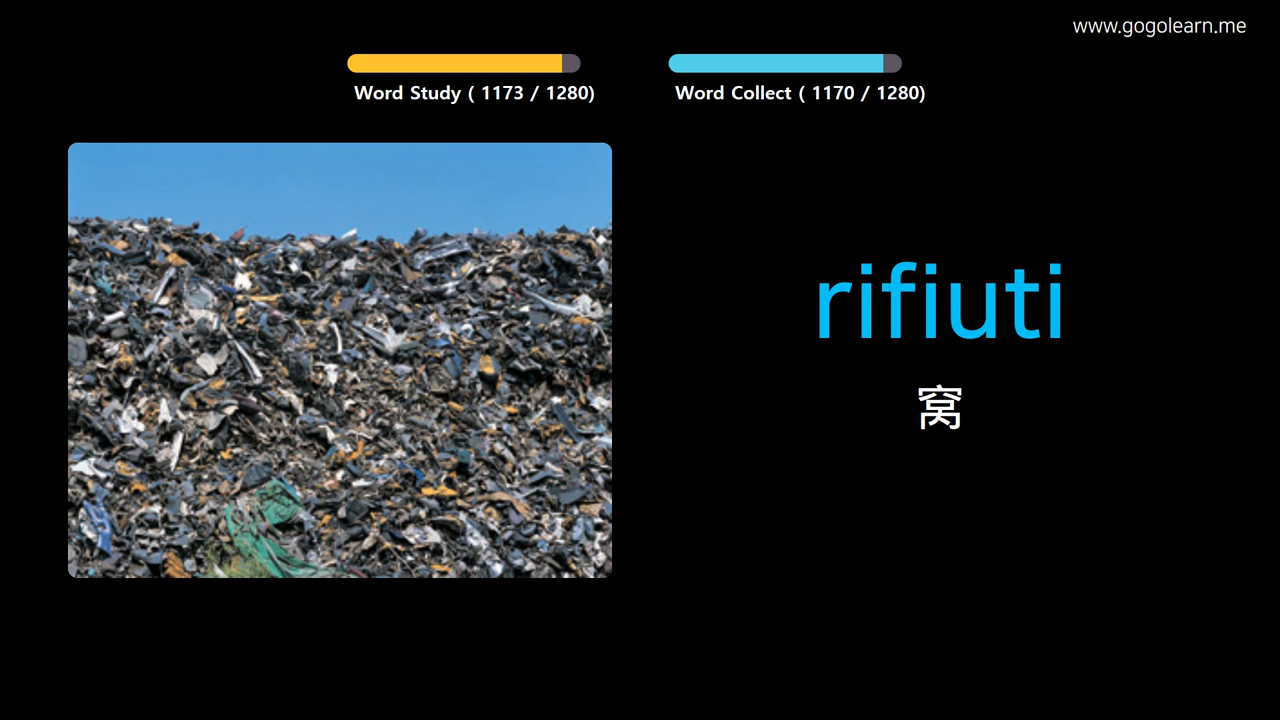 www.gogolearn.me
Word Study ( 1173 / 1280)
Word Collect ( 1170 / 1280)
rifiuti
窝